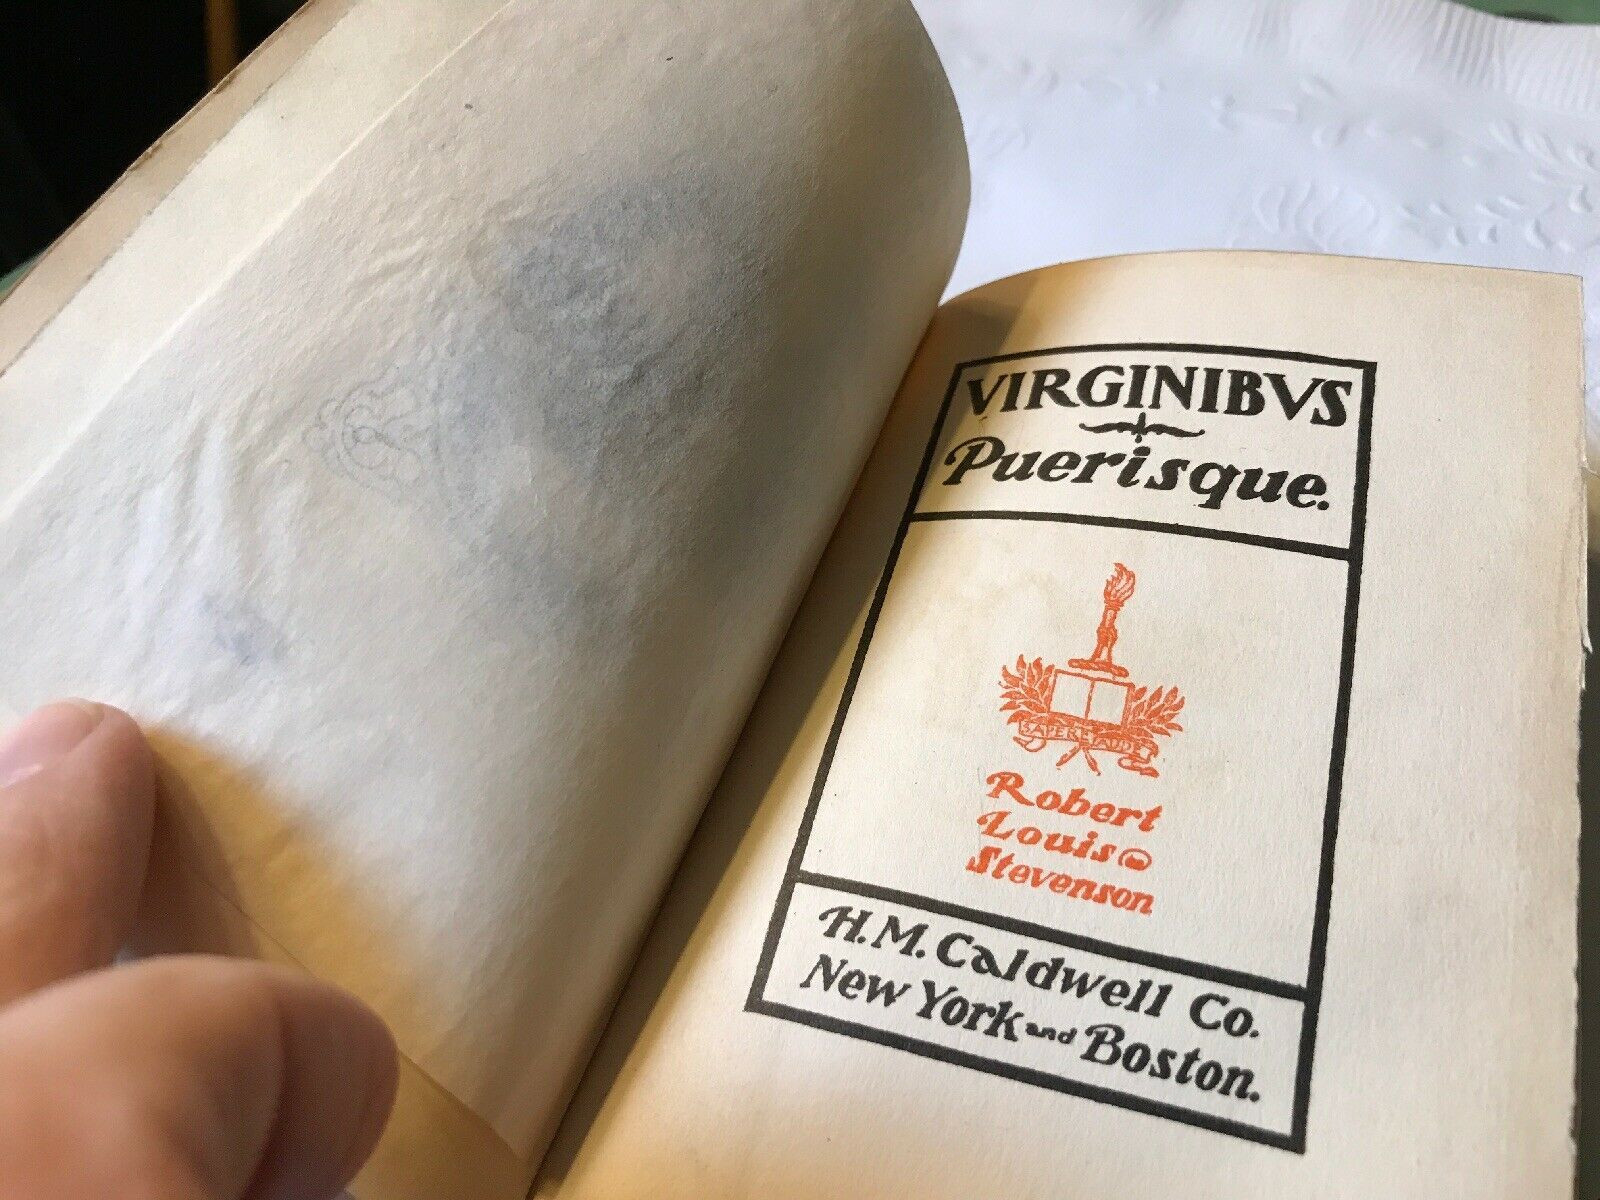 VIRGINIBVS
Puerisque.
SAPERE AUDE
Robert
Louis
Stevenson
H.M. Caldwell Co.
New York and Boston.